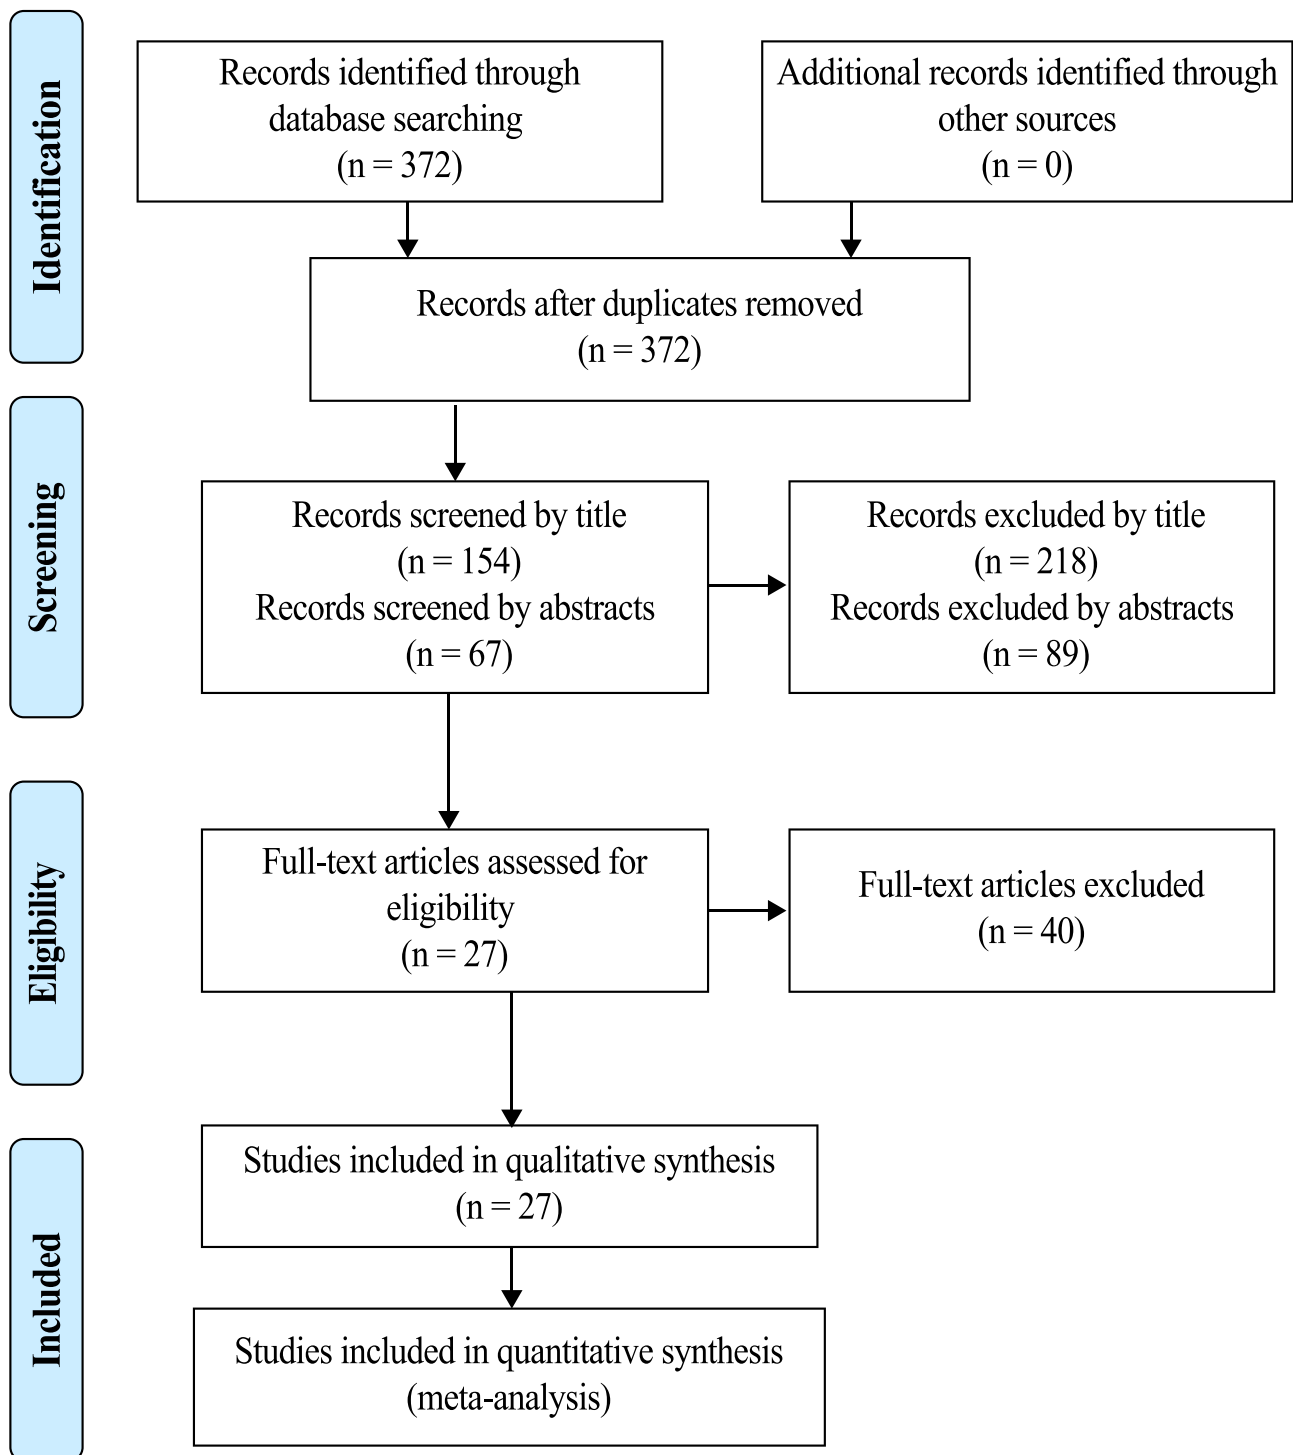 Identification
Records identified through
database searching
(n = 372)
Additional records identified through
other sources
(n = 0)
Records after duplicates removed
(n = 372)
Screening
Records screened by title
(n = 154)
Records screened by abstracts
(n = 67)
Records excluded by title
(n = 218)
Records excluded by abstracts
(n = 89)
Eligibility
Full-text articles assessed for
eligibility
(n = 27)
Full-text articles excluded
(n = 40)
Included
Studies included in qualitative synthesis
(n = 27)
Studies included in quantitative synthesis
(meta-analysis)